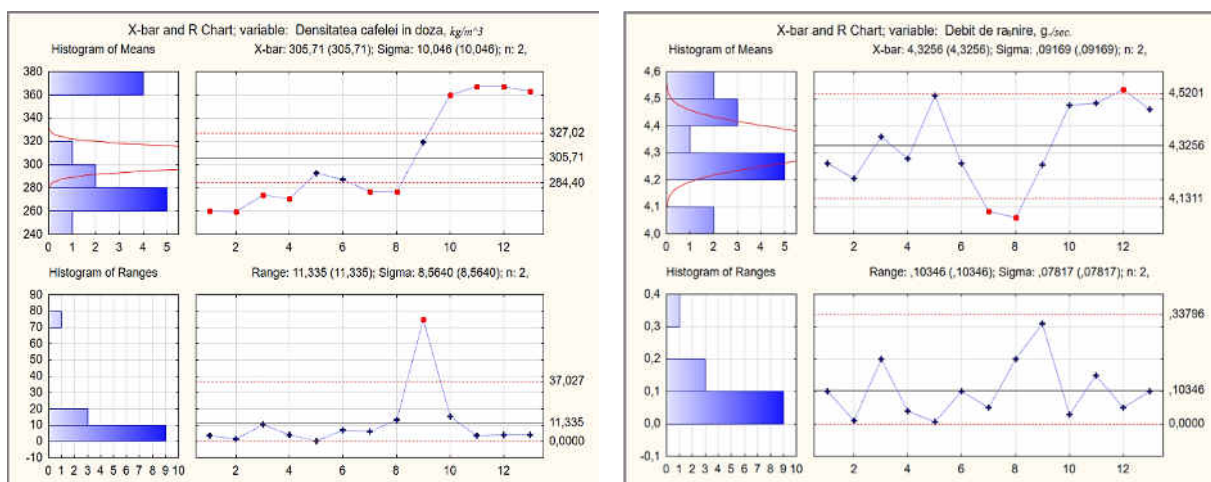 X-bar and R Chart; variable: Densitatea cafelei in doza, kg/m^3
Histogram of Means
X-bar: 305,71 (305,71); Sigma: 10,046 (10,046); n: 2,
380
360
340
320
300
280
260
240
327,02
305,71
284,40
0 1 2 3 4 5
2 4 6 8 10 12
Histogram of Ranges
Range: 11,335 (11,335); Sigma: 8,5640 (8,5640); n: 2,
90
80
70
60
50
40
30
20
10
0
-10
37,027
11,335
0,0000
0 1 2 3 4 5 6 7 8 9 10
2 4 6 8 10 12
X-bar and R Chart; variable: Debit de g./sec.
Histogram of Means
X-bar: 4,3256 (4,3256); Sigma: ,09169 (,09169); n: 2,
4,6
4,5
4,4
4,3
4,2
4,1
4,0
4,5201
4,3256
4,1311
0 1 2 3 4 5
2 4 6 8 10 12
Histogram of Ranges
Range: ,10346 (,10346); Sigma: ,07817 (,07817); n: 2,
0,4
0,3
0,2
0,1
0,0
-0,1
,33796
,10346
0,0000
0 1 2 3 4 5 6 7 8 9 10
2 4 6 8 10 12